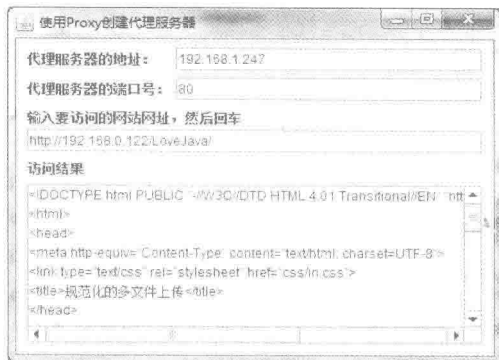 使用Proxy创建代理服务器
代理服务器的地址：
192.168.1.247
代理服务器的端口号：
80
输入要访问的网站网址，然后回车
http://192.168.0.122/LoveJava/
访问结果
<!DOCTYPE html PUBLIC "-//W3C//DTD HTML 4.01 Transitional//EN" "htt
<html>
<head>
<meta http-equiv="Content-Type" content="text/html; charset=UTF-8">
<link type="text/css" rel="stylesheet" href="css/in.css">
<title>规范化的多文件上传</title>
</head>